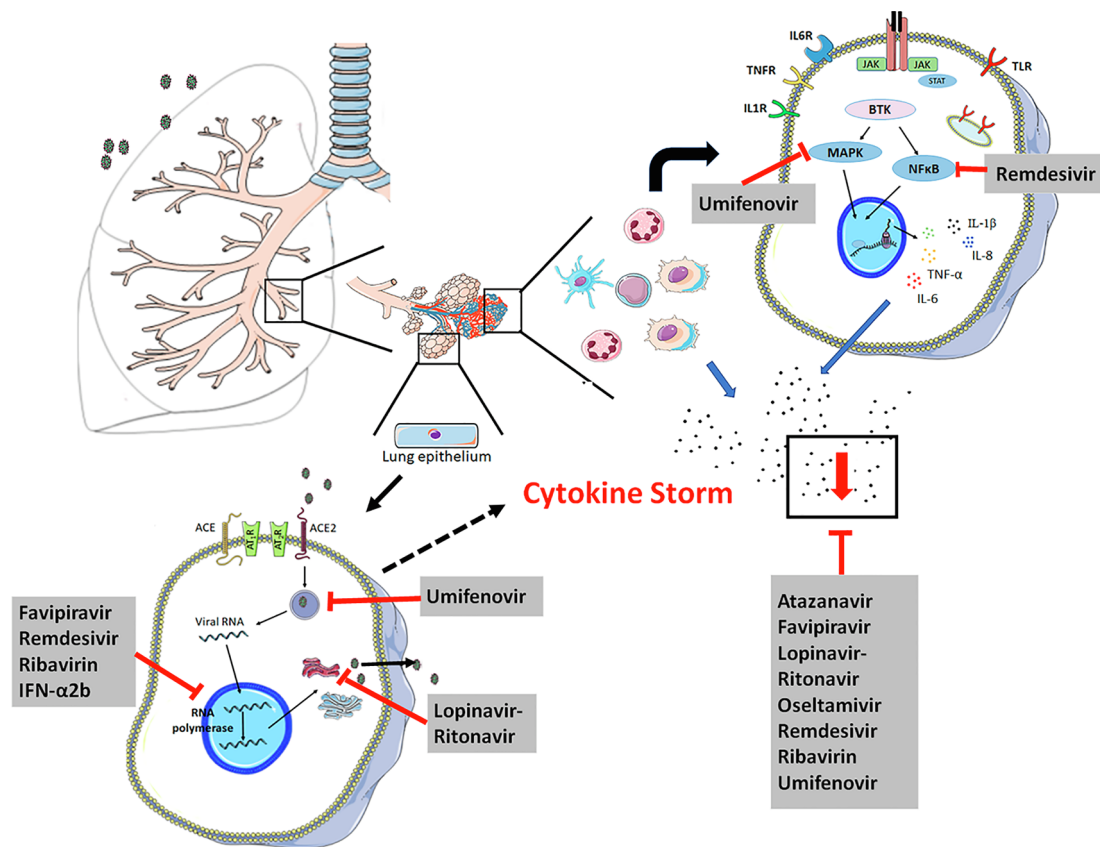 IL6R
TNFR
IL1R
JAK
JAK
STAT
TLR
BTK
MAPK
NFκB
Umifenovir
Remdesivir
IL-1β
IL-8
TNF-α
IL-6
Lung epithelium
Cytokine Storm
ACE
AT1R
AT2R
ACE2
Viral RNA
Umifenovir
Favipiravir
Remdesivir
Ribavirin
IFN-α2b
RNA
polymerase
Lopinavir-
Ritonavir
Atazanavir
Favipiravir
Lopinavir-
Ritonavir
Oseltamivir
Remdesivir
Ribavirin
Umifenovir